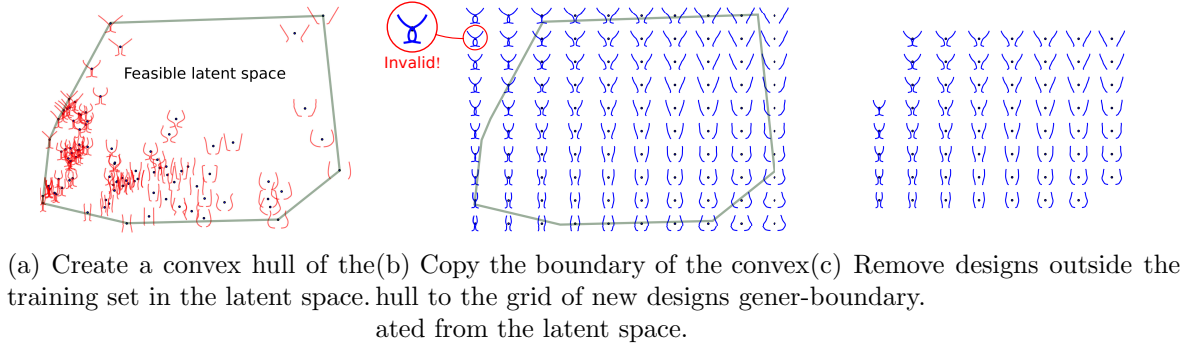 Feasible latent space
Invalid!
(a) Create a convex hull of the
training set in the latent space.
(b) Copy the boundary of the convex
hull to the grid of new designs gener-
ated from the latent space.
(c) Remove designs outside the
boundary.